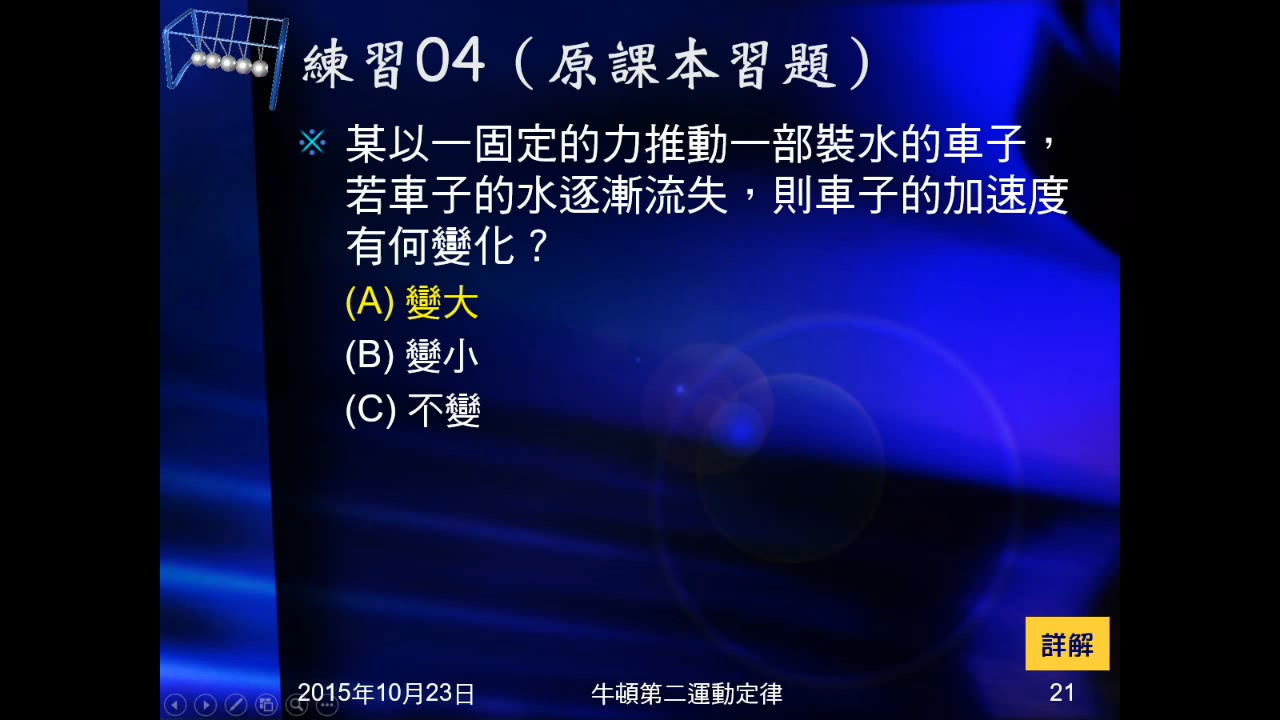 練習04（原課本習題）
※ 某以一固定的力推動一部裝水的車子，
若車子的水逐漸流失，則車子的加速度
有何變化？
(A) 變大
(B) 變小
(C) 不變
詳解
2015年10月23日
牛頓第二運動定律
21